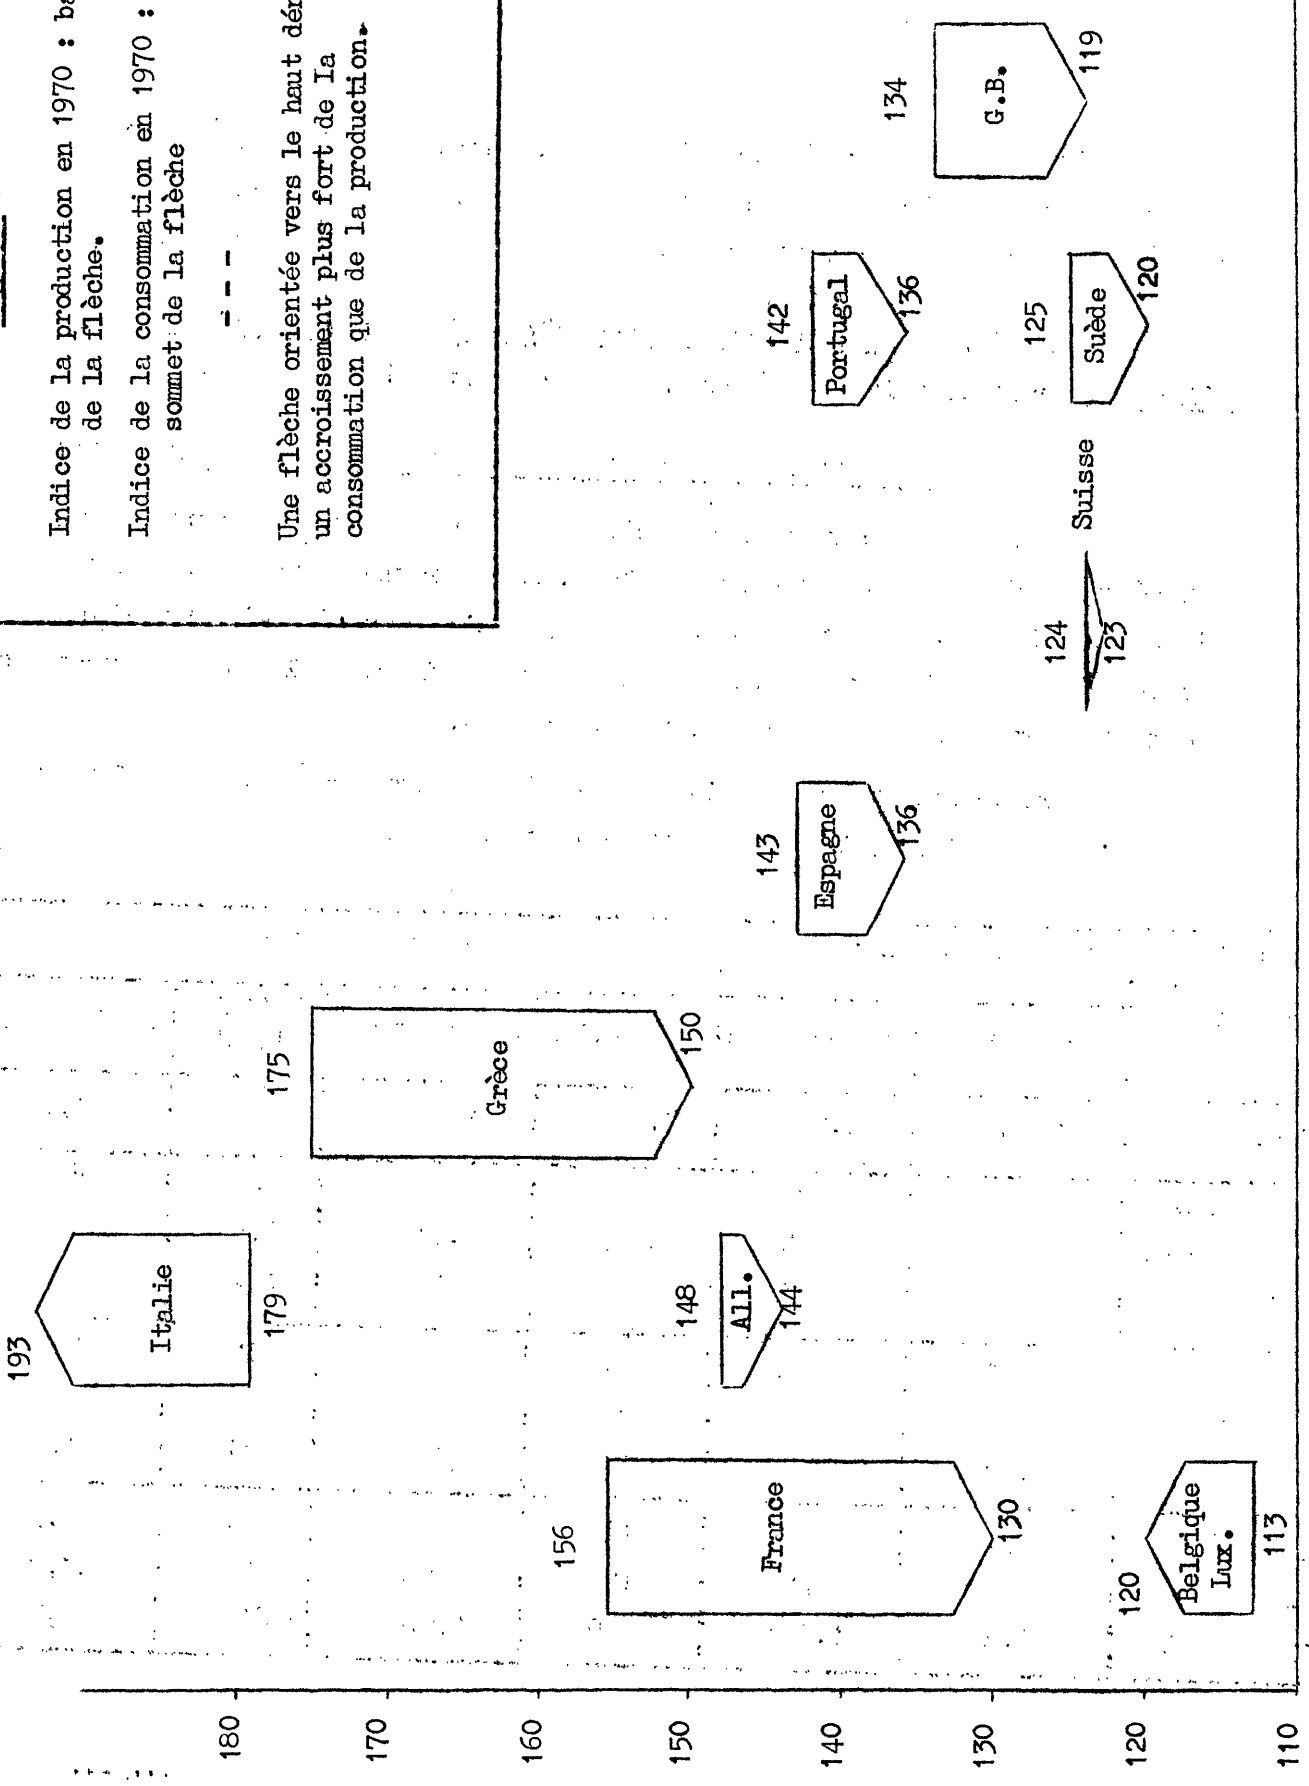 Indice de la production en 1970 :
de la flèche.
Indice de la consommation en 1970 :
sommet de la flèche
- - -
Une flèche orientée vers le haut
un accroissement plus fort de la
consommation que de la production.
193
Italie
179
175
Grèce
150
156
France
130
148
All.
144
143
Espagne
136
142
Portugal
136
134
G.B.
119
124
123
Suisse
125
Suède
120
120
Belgique
Lux.
113
180
170
160
150
140
130
120
110